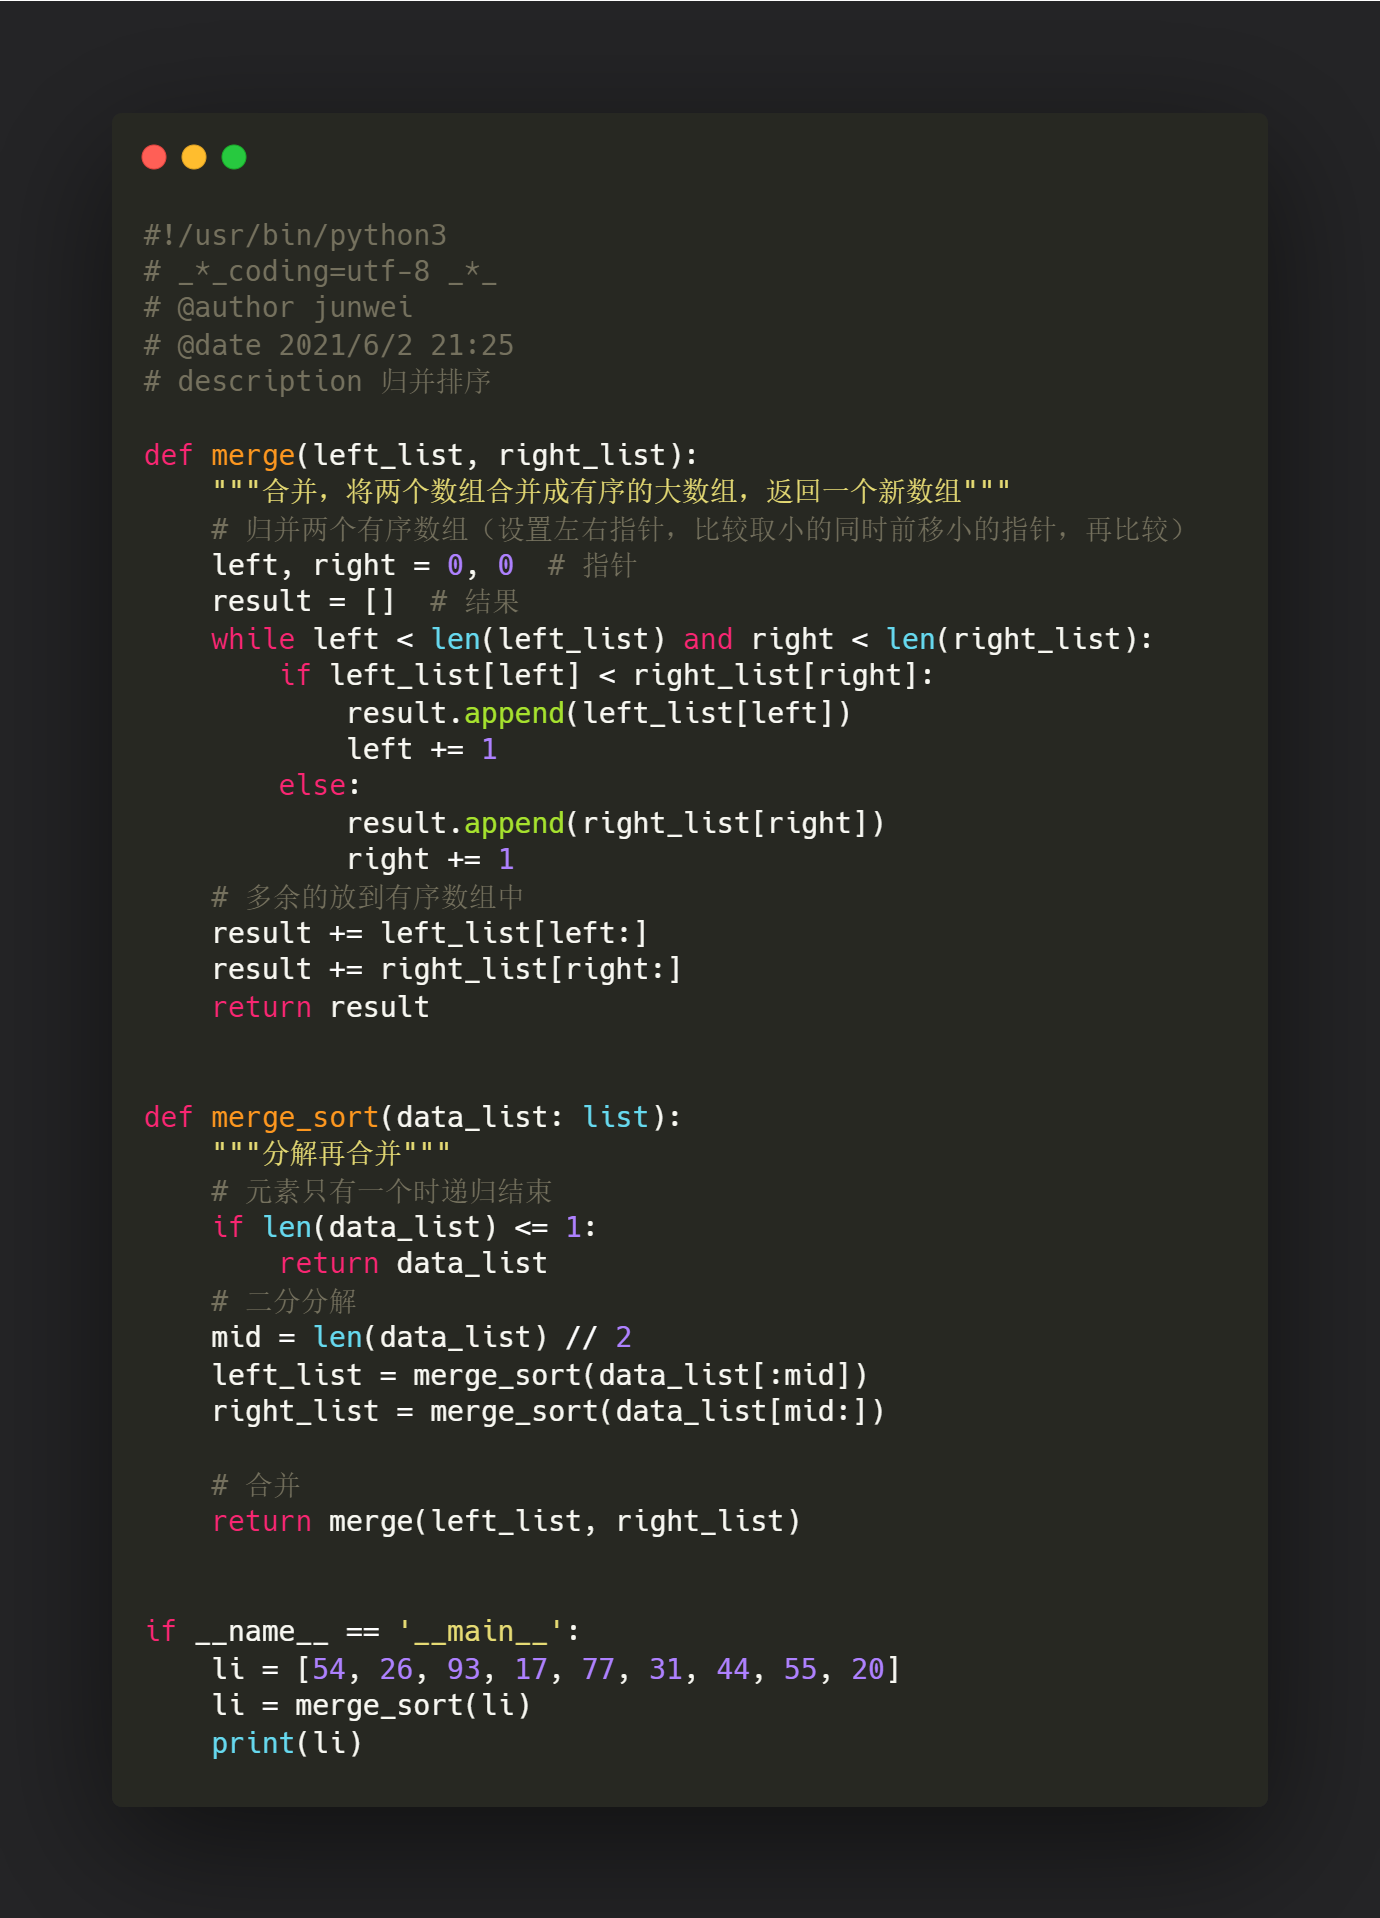 #!/usr/bin/python3
# _*_coding=utf-8 _*_
# @author junwei
# @date 2021/6/2 21:25
# description 归并排序

def merge(left_list, right_list):
    """合并，将两个数组合并成有序的大数组，返回一个新数组"""
    # 归并两个有序数组（设置左右指针，比较取小的同时前移小的指针，再比较）
    left, right = 0, 0  # 指针
    result = []  # 结果
    while left < len(left_list) and right < len(right_list):
        if left_list[left] < right_list[right]:
            result.append(left_list[left])
            left += 1
        else:
            result.append(right_list[right])
            right += 1
    # 多余的放到有序数组中
    result += left_list[left:]
    result += right_list[right:]
    return result


def merge_sort(data_list: list):
    """分解再合并"""
    # 元素只有一个时递归结束
    if len(data_list) <= 1:
        return data_list
    # 二分分解
    mid = len(data_list) // 2
    left_list = merge_sort(data_list[:mid])
    right_list = merge_sort(data_list[mid:])

    # 合并
    return merge(left_list, right_list)


if __name__ == '__main__':
    li = [54, 26, 93, 17, 77, 31, 44, 55, 20]
    li = merge_sort(li)
    print(li)